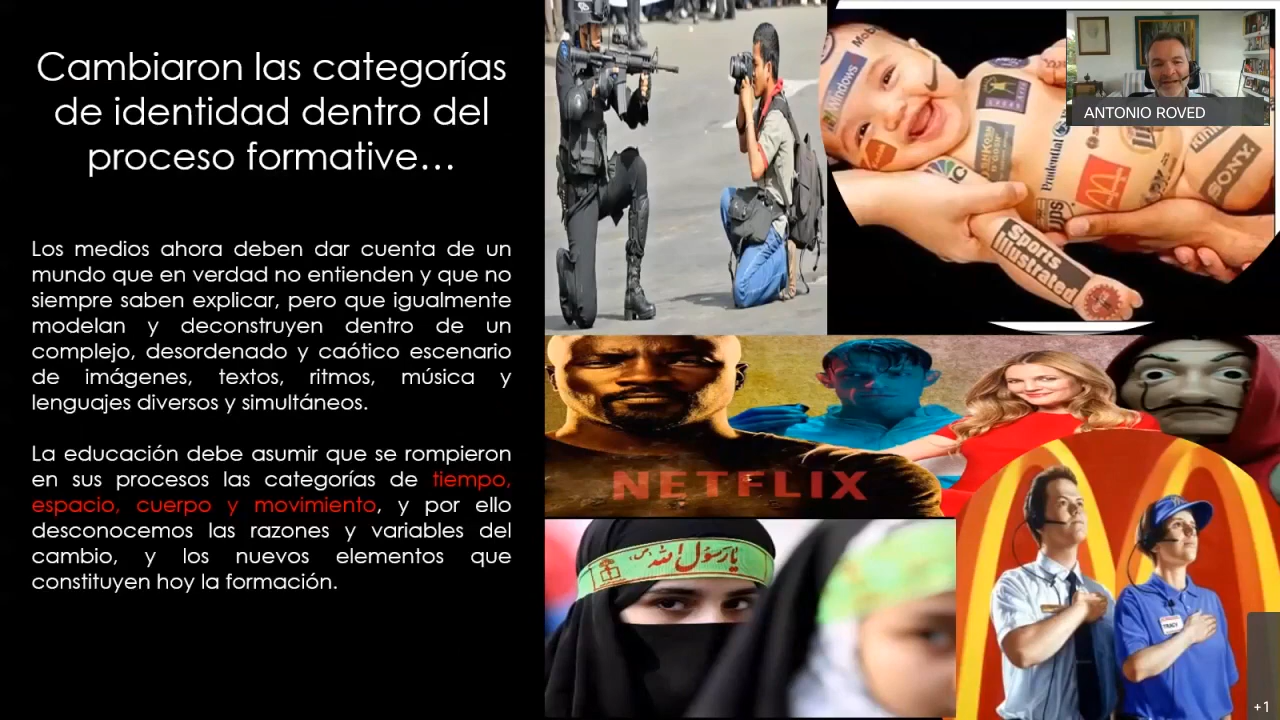 Cambiaron las categorías
de identidad dentro del
proceso formative...
Los medios ahora deben dar cuenta de un
mundo que en verdad no entienden y que no
siempre saben explicar, pero que igualmente
modelan y deconstruyen dentro de un
complejo, desordenado y caótico escenario
de imágenes, textos, ritmos, música y
lenguajes diversos y simultáneos.
La educación debe asumir que se rompieron
en sus procesos las categorías de tiempo,
espacio, cuerpo y movimiento, y por ello
desconocemos las razones y variables del
cambio, y los nuevos elementos que
constituyen hoy la formación.
Windows
Prudential
SONY
Sports
Illustrated
ANTONIO ROVED
NETFLIX
يا رسول الله
TRACY
+1